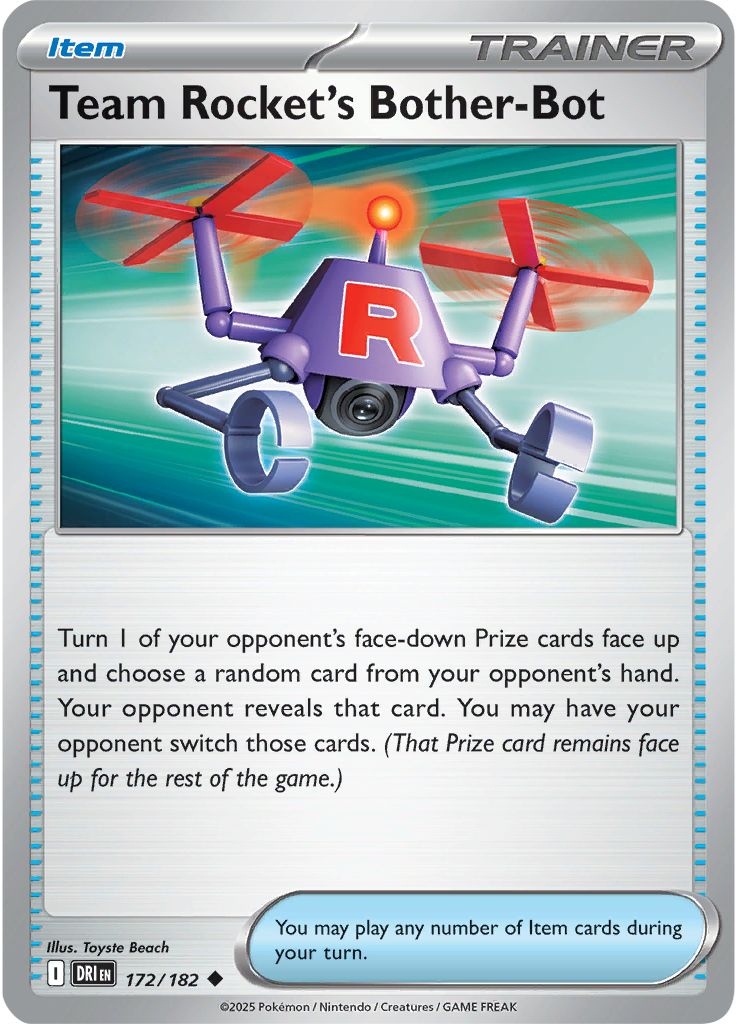 Item
TRAINER
Team Rocket's Bother-Bot
R
Turn 1 of your opponent's face-down Prize cards face up
and choose a random card from your opponent's hand.
Your opponent reveals that card. You may have your
opponent switch those cards. (That Prize card remains face
up for the rest of the game.)
You may play any number of Item cards during
your turn.
Illus. Toyste Beach
I DRI EN 172/182 ◆
©2025 Pokémon / Nintendo / Creatures / GAME FREAK